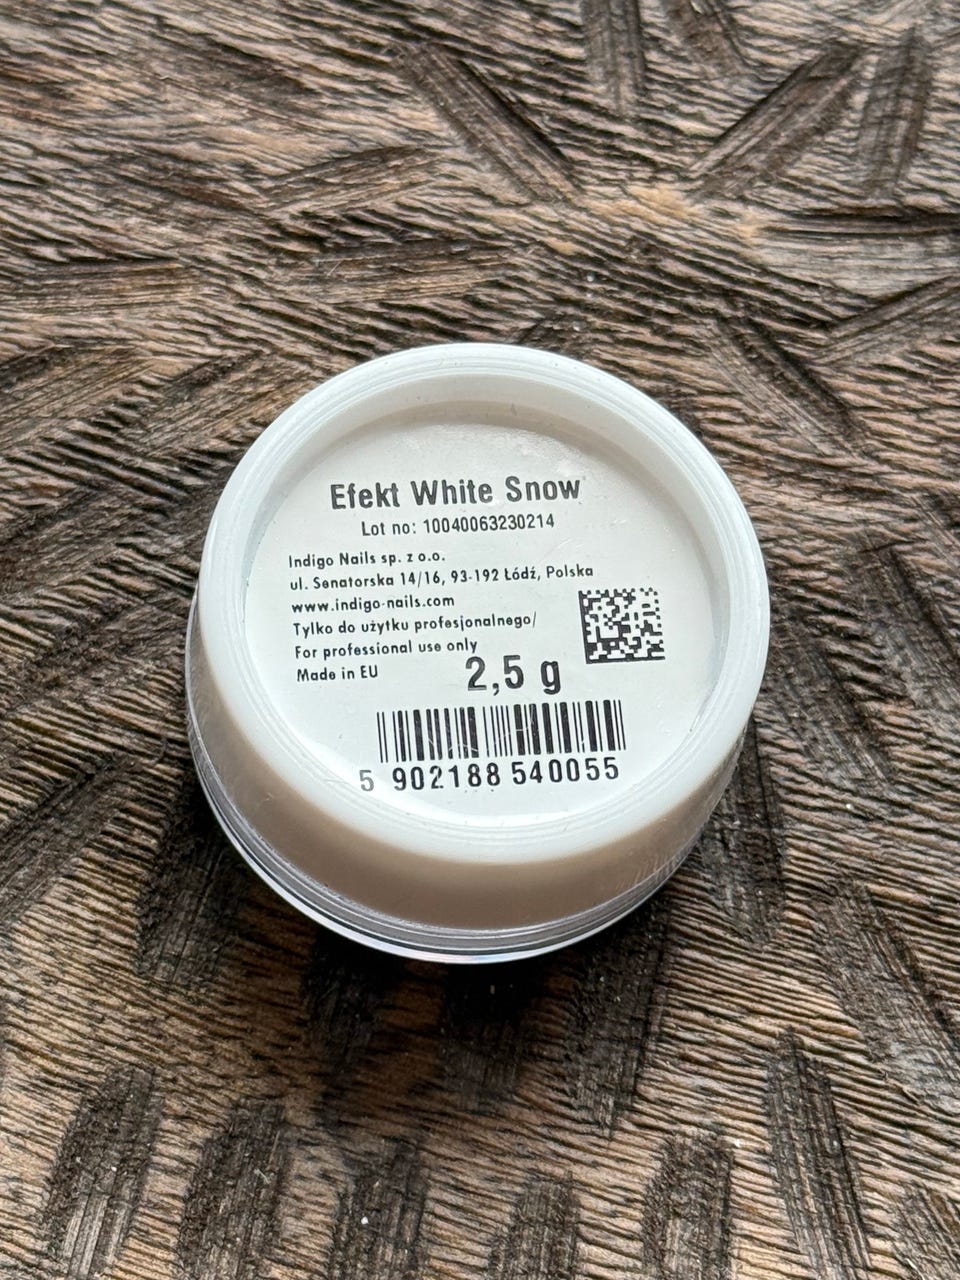 Efekt White Snow
Lot no: 10040063230214
Indigo Nails sp. z o.o.
ul. Senatorska 14/16, 93-192 Łódź, Polska
www.indigo-nails.com
Tylko do użytku profesjonalnego/
For professional use only
Made in EU
2,5 g
5 902188 540055